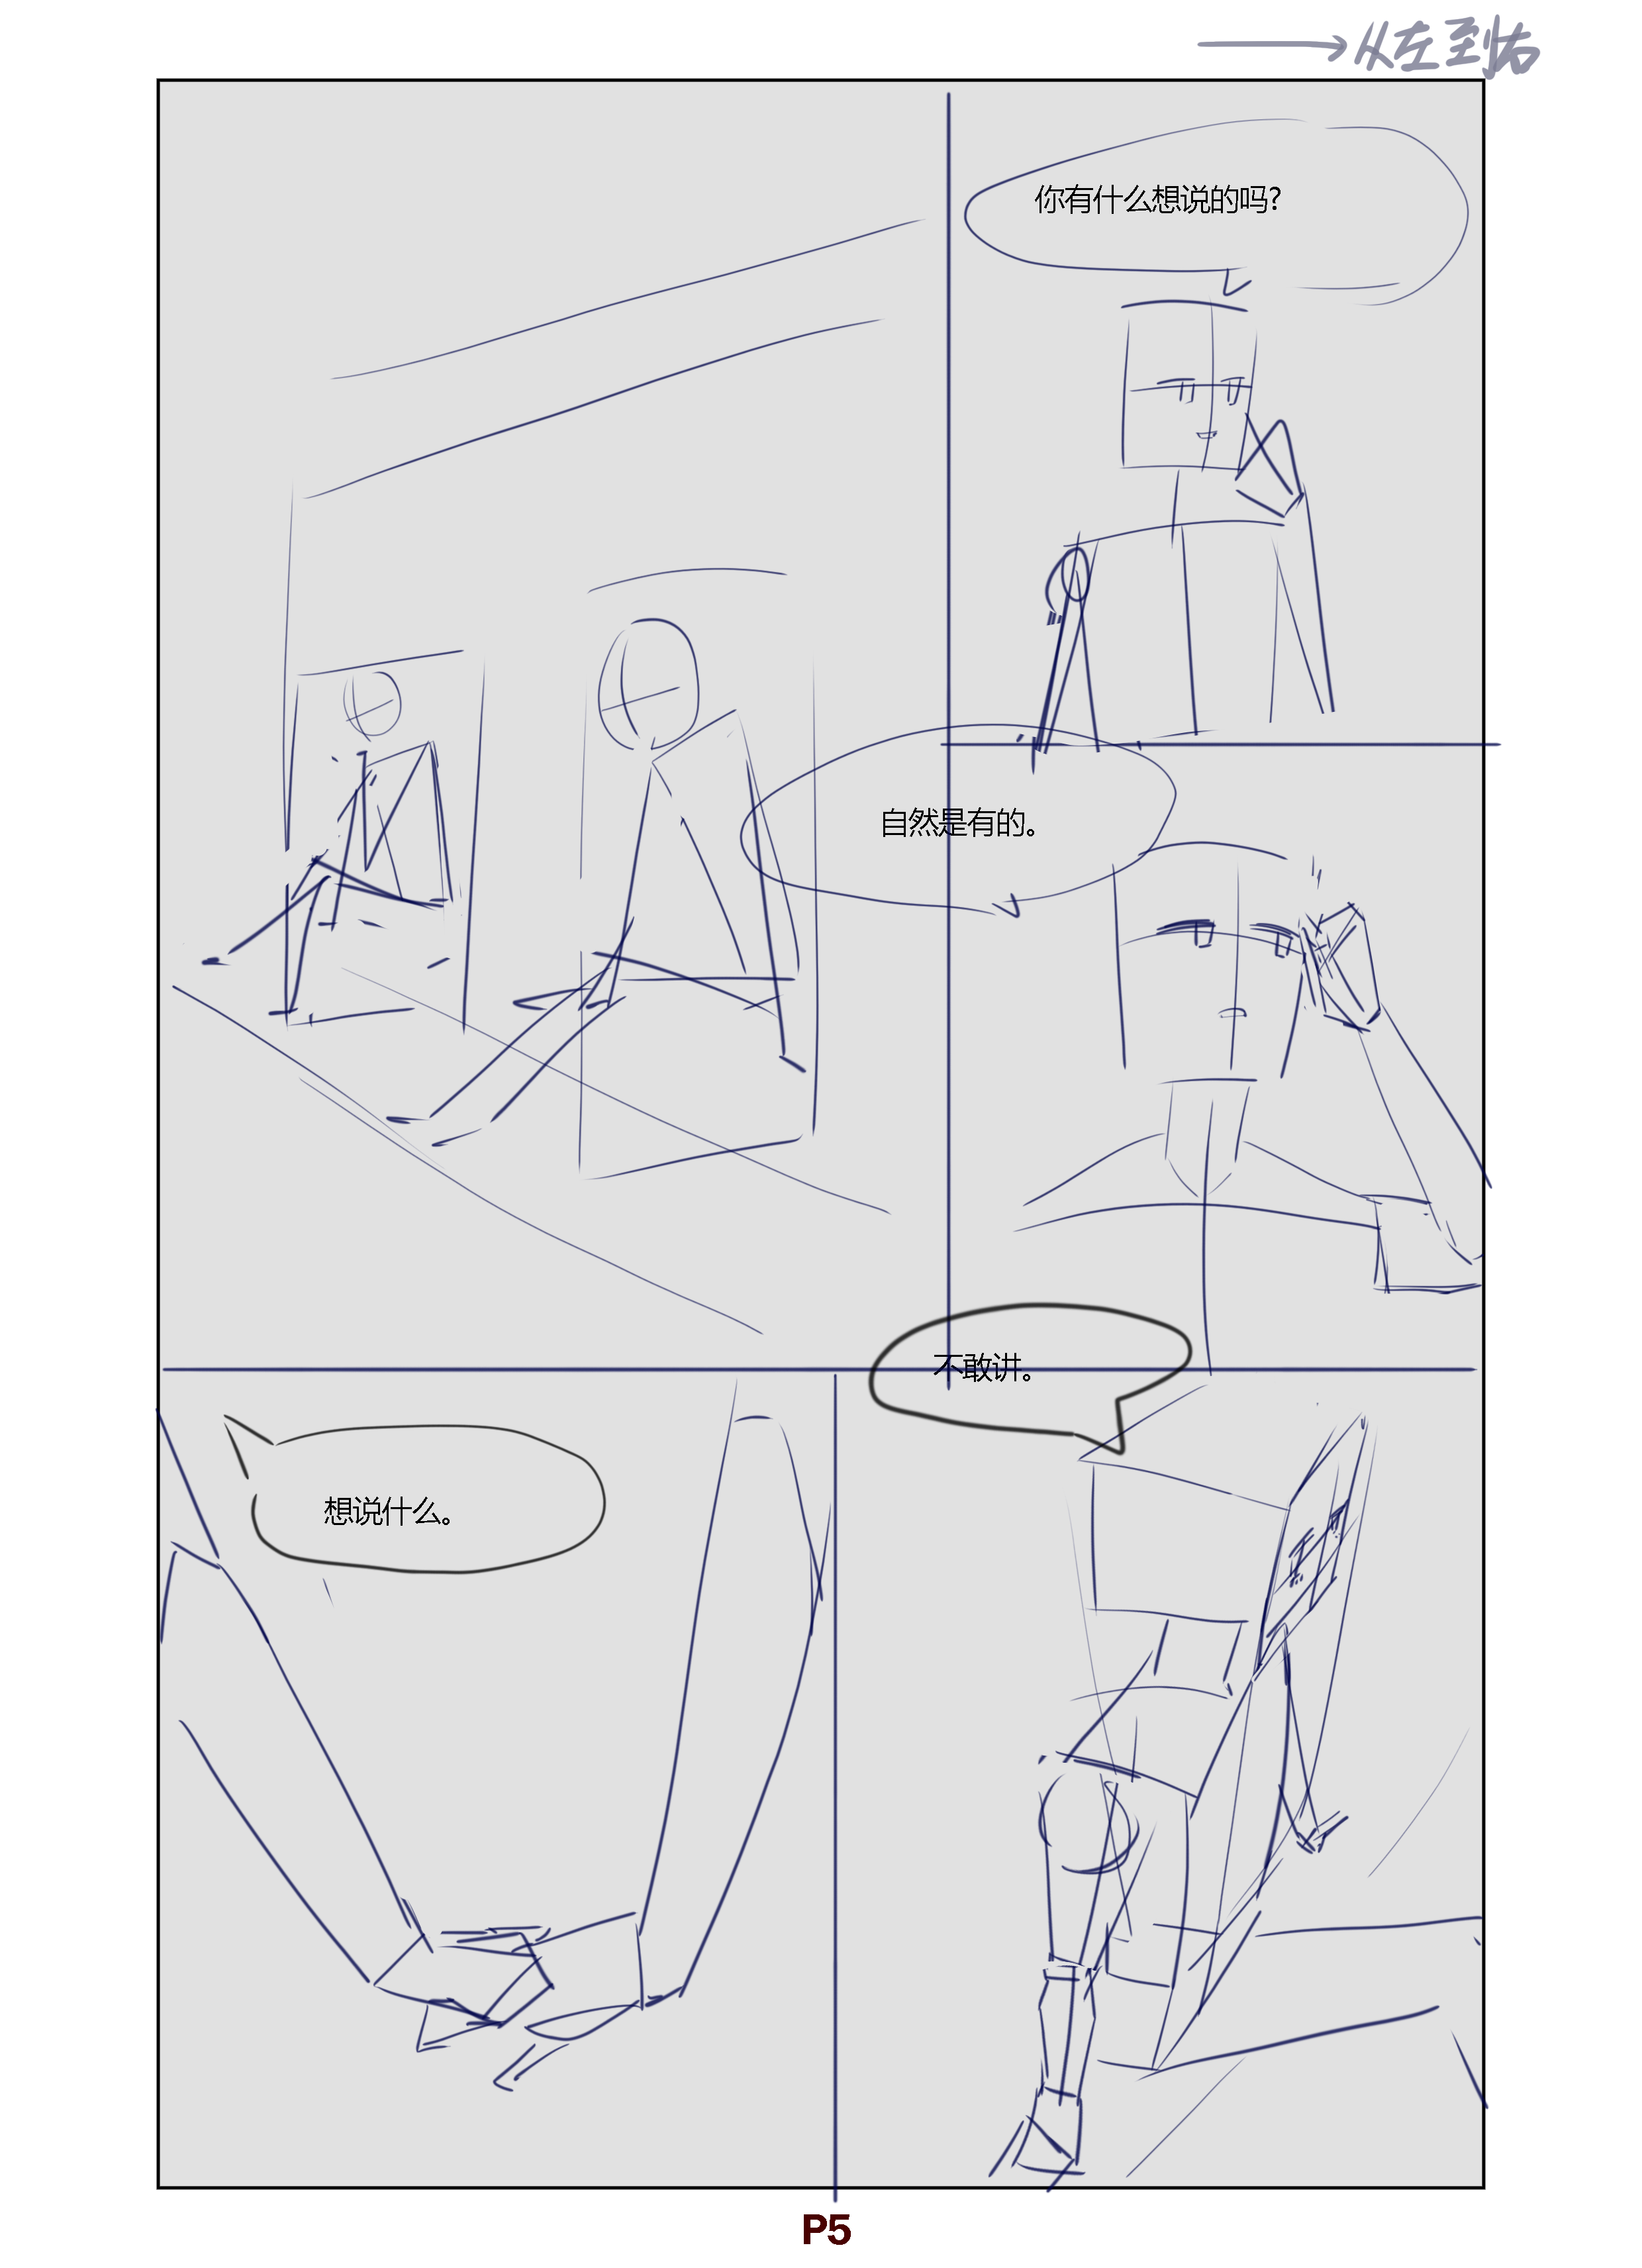 从左到右
你有什么想说的吗?
自然是有的。
想说什么。
不敢讲。
P5